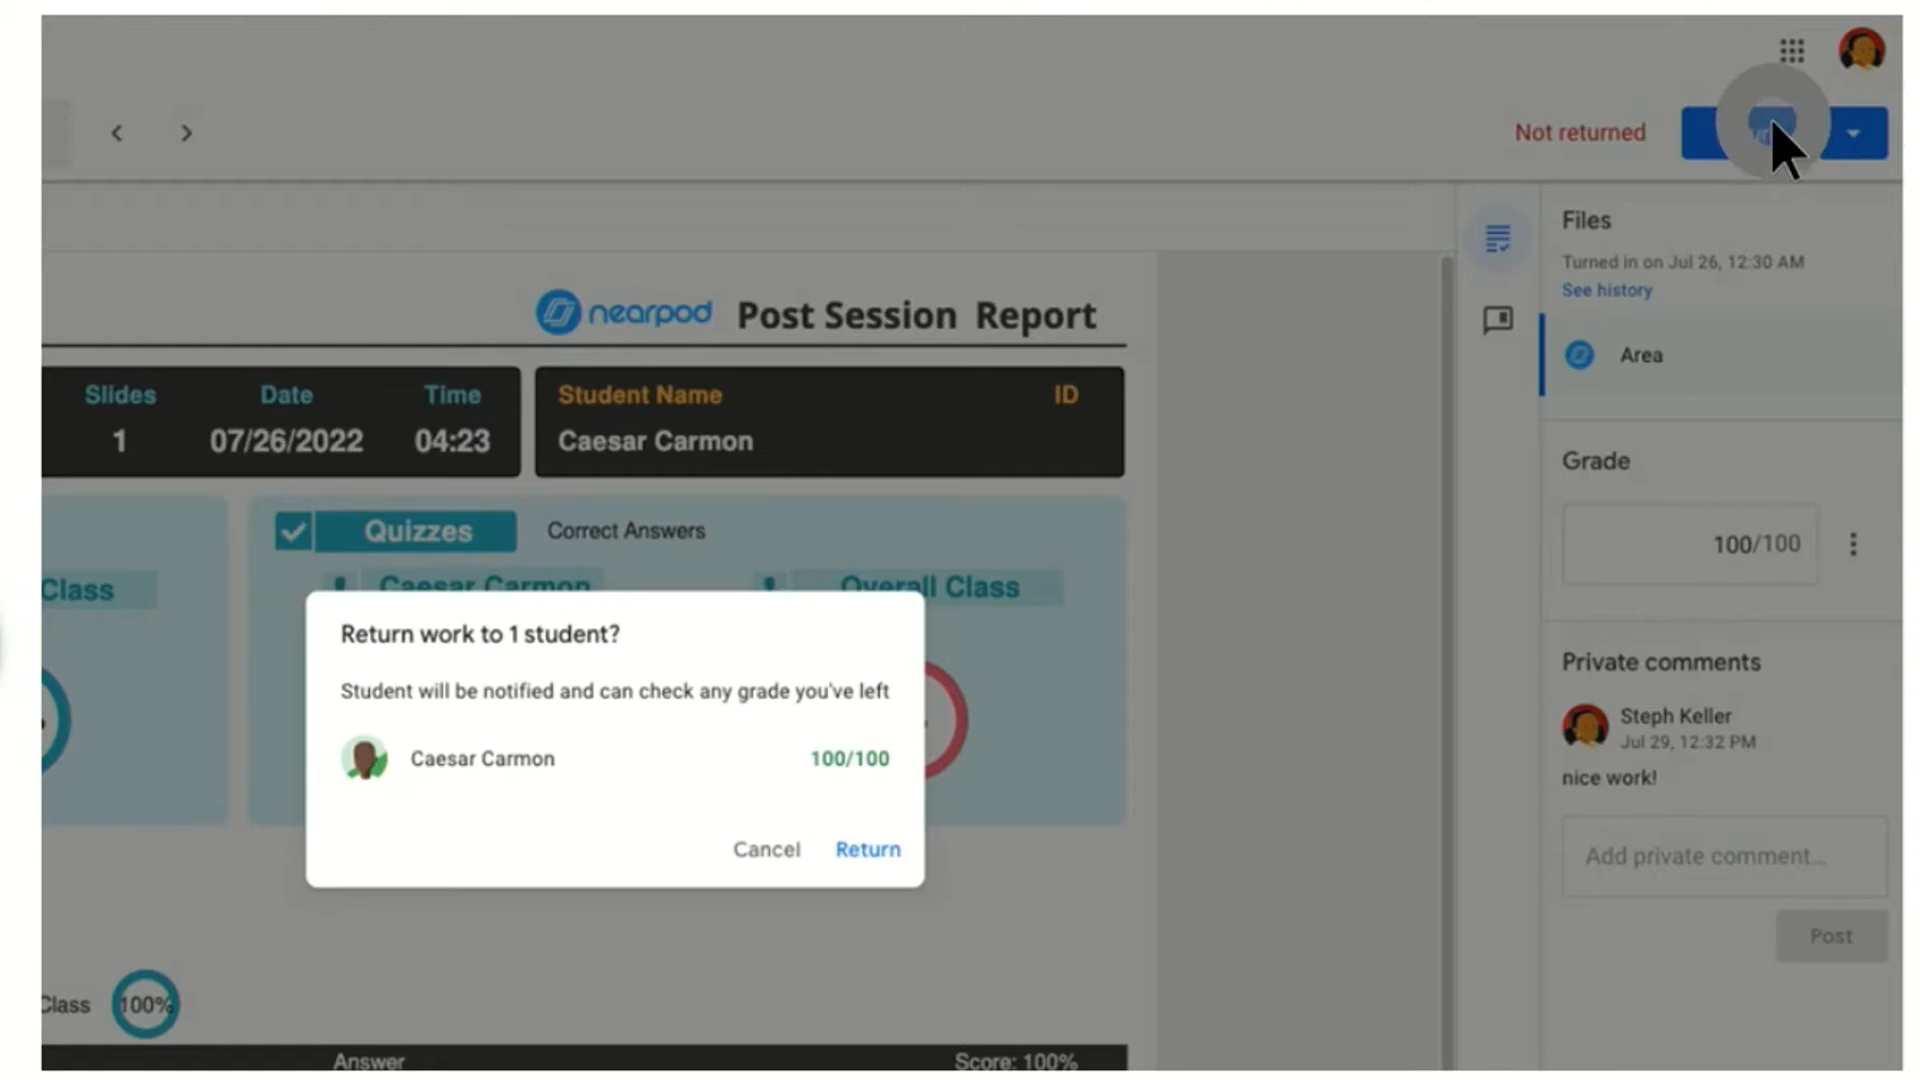 Not returned
Files
Turned in on Jul 26, 12:30 AM
See history
Area
nearpod Post Session Report
Slides Date Time
1 07/26/2022 04:23
Student Name ID
Caesar Carmon
Quizzes Correct Answers
Class
Caesar Carmon
Overall Class
Return work to 1 student?
Student will be notified and can check any grade you've left
Caesar Carmon 100/100
Cancel Return
Class 100%
Answer Score: 100%
Grade
100/100
Private comments
Steph Keller
Jul 29, 12:32 PM
nice work!
Add private comment...
Post